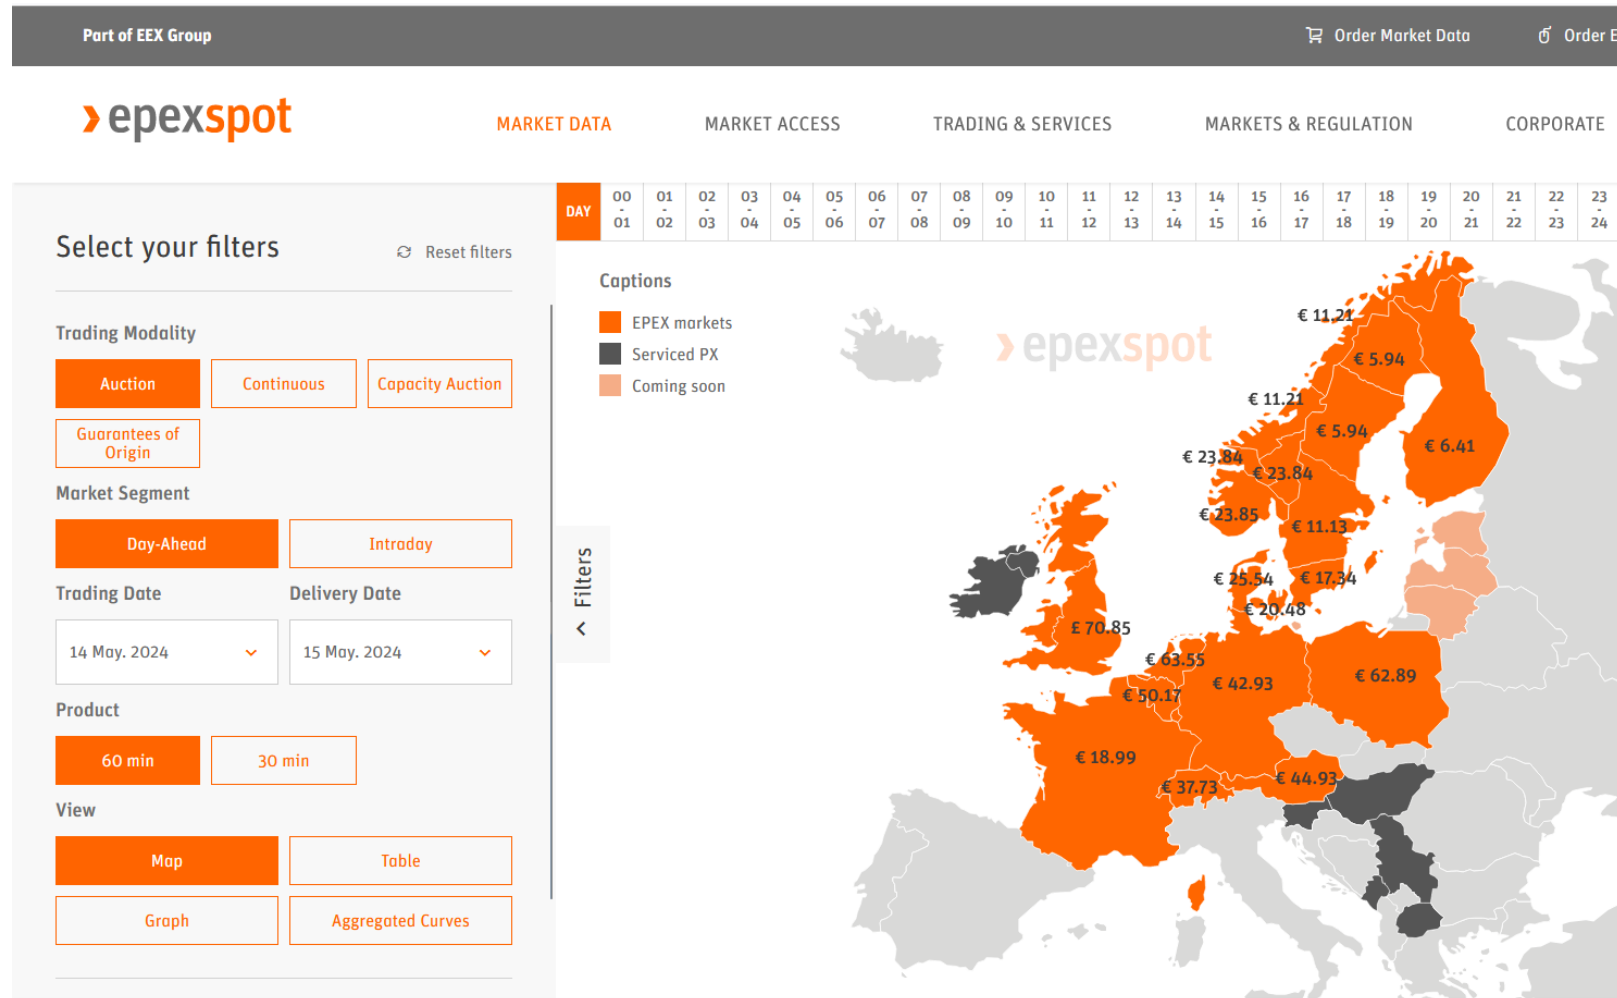 Part of EEX Group
Order Market Data
Order E
epexspot
MARKET DATA
MARKET ACCESS
TRADING & SERVICES
MARKETS & REGULATION
CORPORATE
Select your filters
Reset filters
Trading Modality
Auction
Continuous
Capacity Auction
Guarantees of
Origin
Market Segment
Day-Ahead
Intraday
Trading Date
Delivery Date
14 May. 2024
15 May. 2024
Product
60 min
30 min
View
Map
Table
Graph
Aggregated Curves
Filters
DAY
00 - 01
01 - 02
02 - 03
03 - 04
04 - 05
05 - 06
06 - 07
07 - 08
08 - 09
09 - 10
10 - 11
11 - 12
12 - 13
13 - 14
14 - 15
15 - 16
16 - 17
17 - 18
18 - 19
19 - 20
20 - 21
21 - 22
22 - 23
23 - 24
Captions
EPEX markets
Serviced PX
Coming soon
epexspot
€ 11.21
€ 5.94
€ 11.21
€ 5.94
€ 6.41
€ 23.84
€ 23.84
€ 23.85
€ 11.13
€ 25.54
€ 17.34
€ 20.48
£ 70.85
€ 63.55
€ 42.93
€ 62.89
€ 50.17
€ 18.99
€ 37.73
€ 44.93